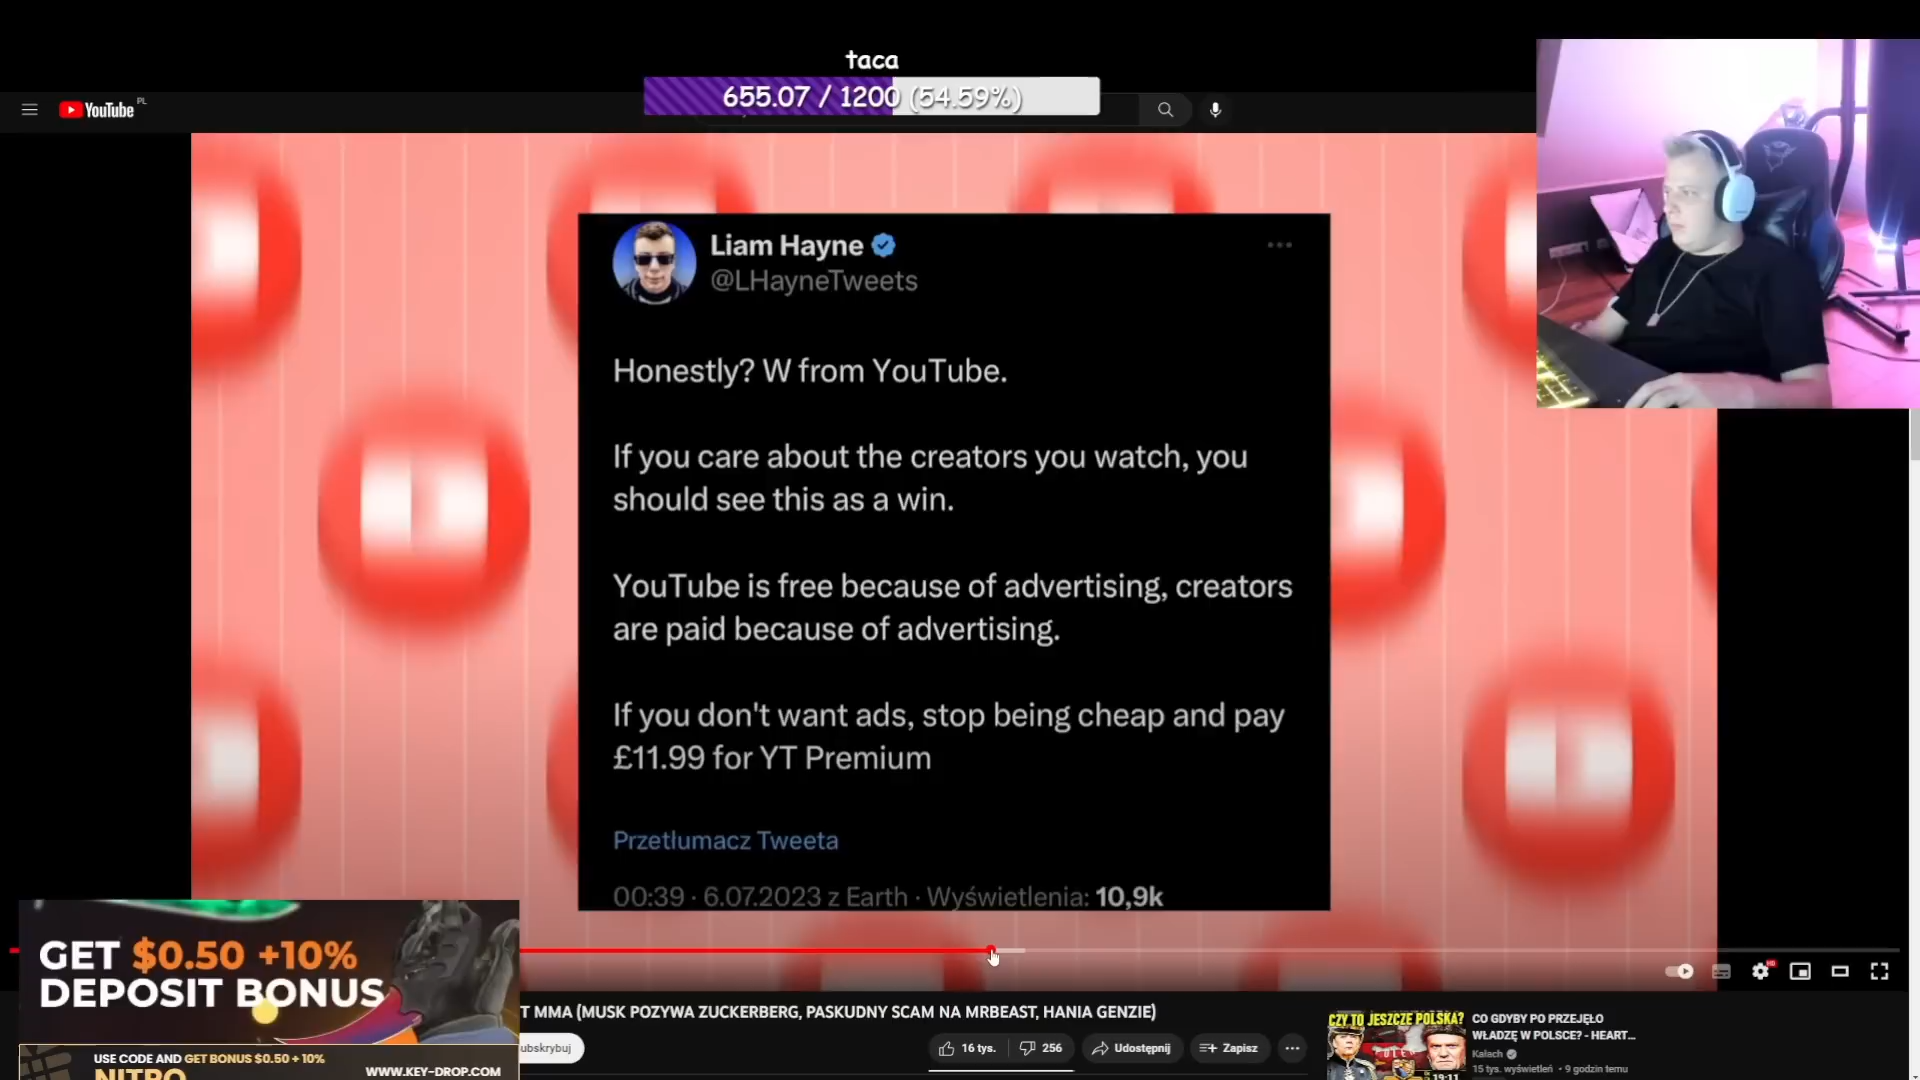 taca
655.07 / 1200 (54.59%)
YouTube PL
Liam Hayne
@LHayneTweets
Honestly? W from YouTube.
If you care about the creators you watch, you
should see this as a win.
YouTube is free because of advertising, creators
are paid because of advertising.
If you don't want ads, stop being cheap and pay
£11.99 for YT Premium
Przetłumacz Tweeta
00:39 · 6.07.2023 z Earth · Wyświetlenia: 10,9k
GET $0.50 +10%
DEPOSIT BONUS
USE CODE AND GET BONUS $0.50 + 10%
NITRO
WWW.KEY-DROP.COM
HD
T MMA (MUSK POZYWA ZUCKERBERG, PASKUDNY SCAM NA MRBEAST, HANIA GENZIE)
ubskrybuj
16 tys.
256
Udostępnij
Zapisz
CZY TO JESZCZE POLSKA?
19:11
CO GDYBY PO PRZEJĘŁO
WŁADZĘ W POLSCE? - HEART...
Kałach
15 tys. wyświetleń • 9 godzin temu